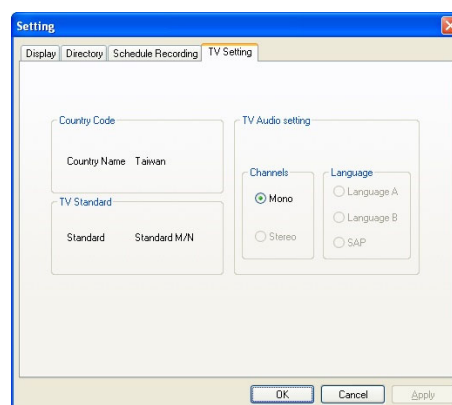 Setting
Display Directory Schedule Recording TV Setting
Country Code
Country Name Taiwan
TV Standard
Standard Standard M/N
TV Audio setting
Channels
Mono
Stereo
Language
Language A
Language B
SAP
OK Cancel Apply